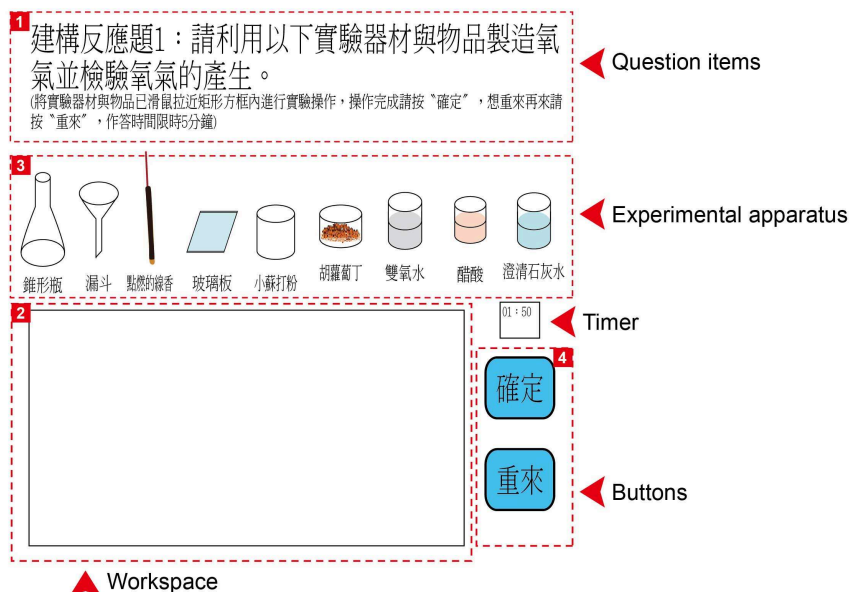 1
建構反應題1：請利用以下實驗器材與物品製造氧
氣並檢驗氧氣的產生。
(將實驗器材與物品已滑鼠拉近矩形方框內進行實驗操作，操作完成請按〝確定〞，想重來再來請
按〝重來〞，作答時間限時5分鐘)
Question items
3
錐形瓶 漏斗 點燃的線香 玻璃板 小蘇打粉 胡蘿蔔丁 雙氧水 醋酸 澄清石灰水
Experimental apparatus
2
01：50
Timer
4
確定
重來
Buttons
Workspace